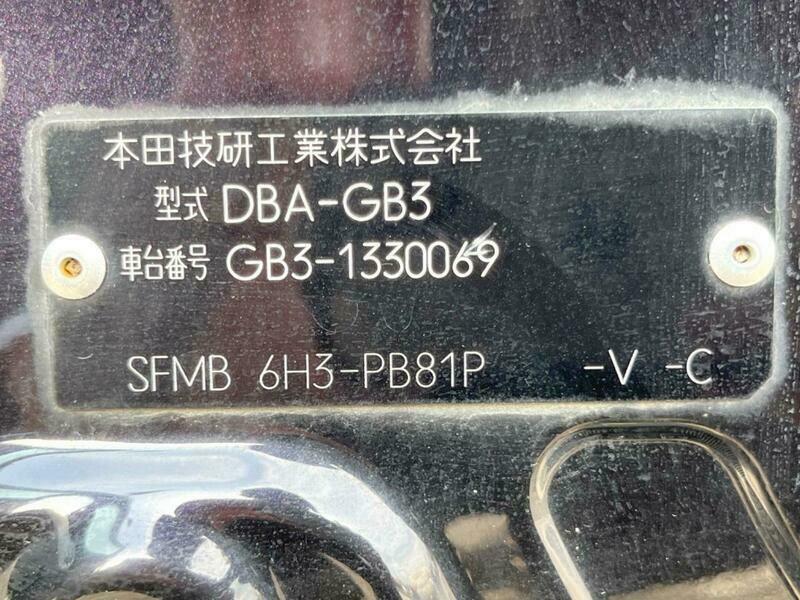 本田技研工業株式会社
型式 DBA-GB3
車台番号 GB3-1330069
SFMB 6H3-PB81P -V -C